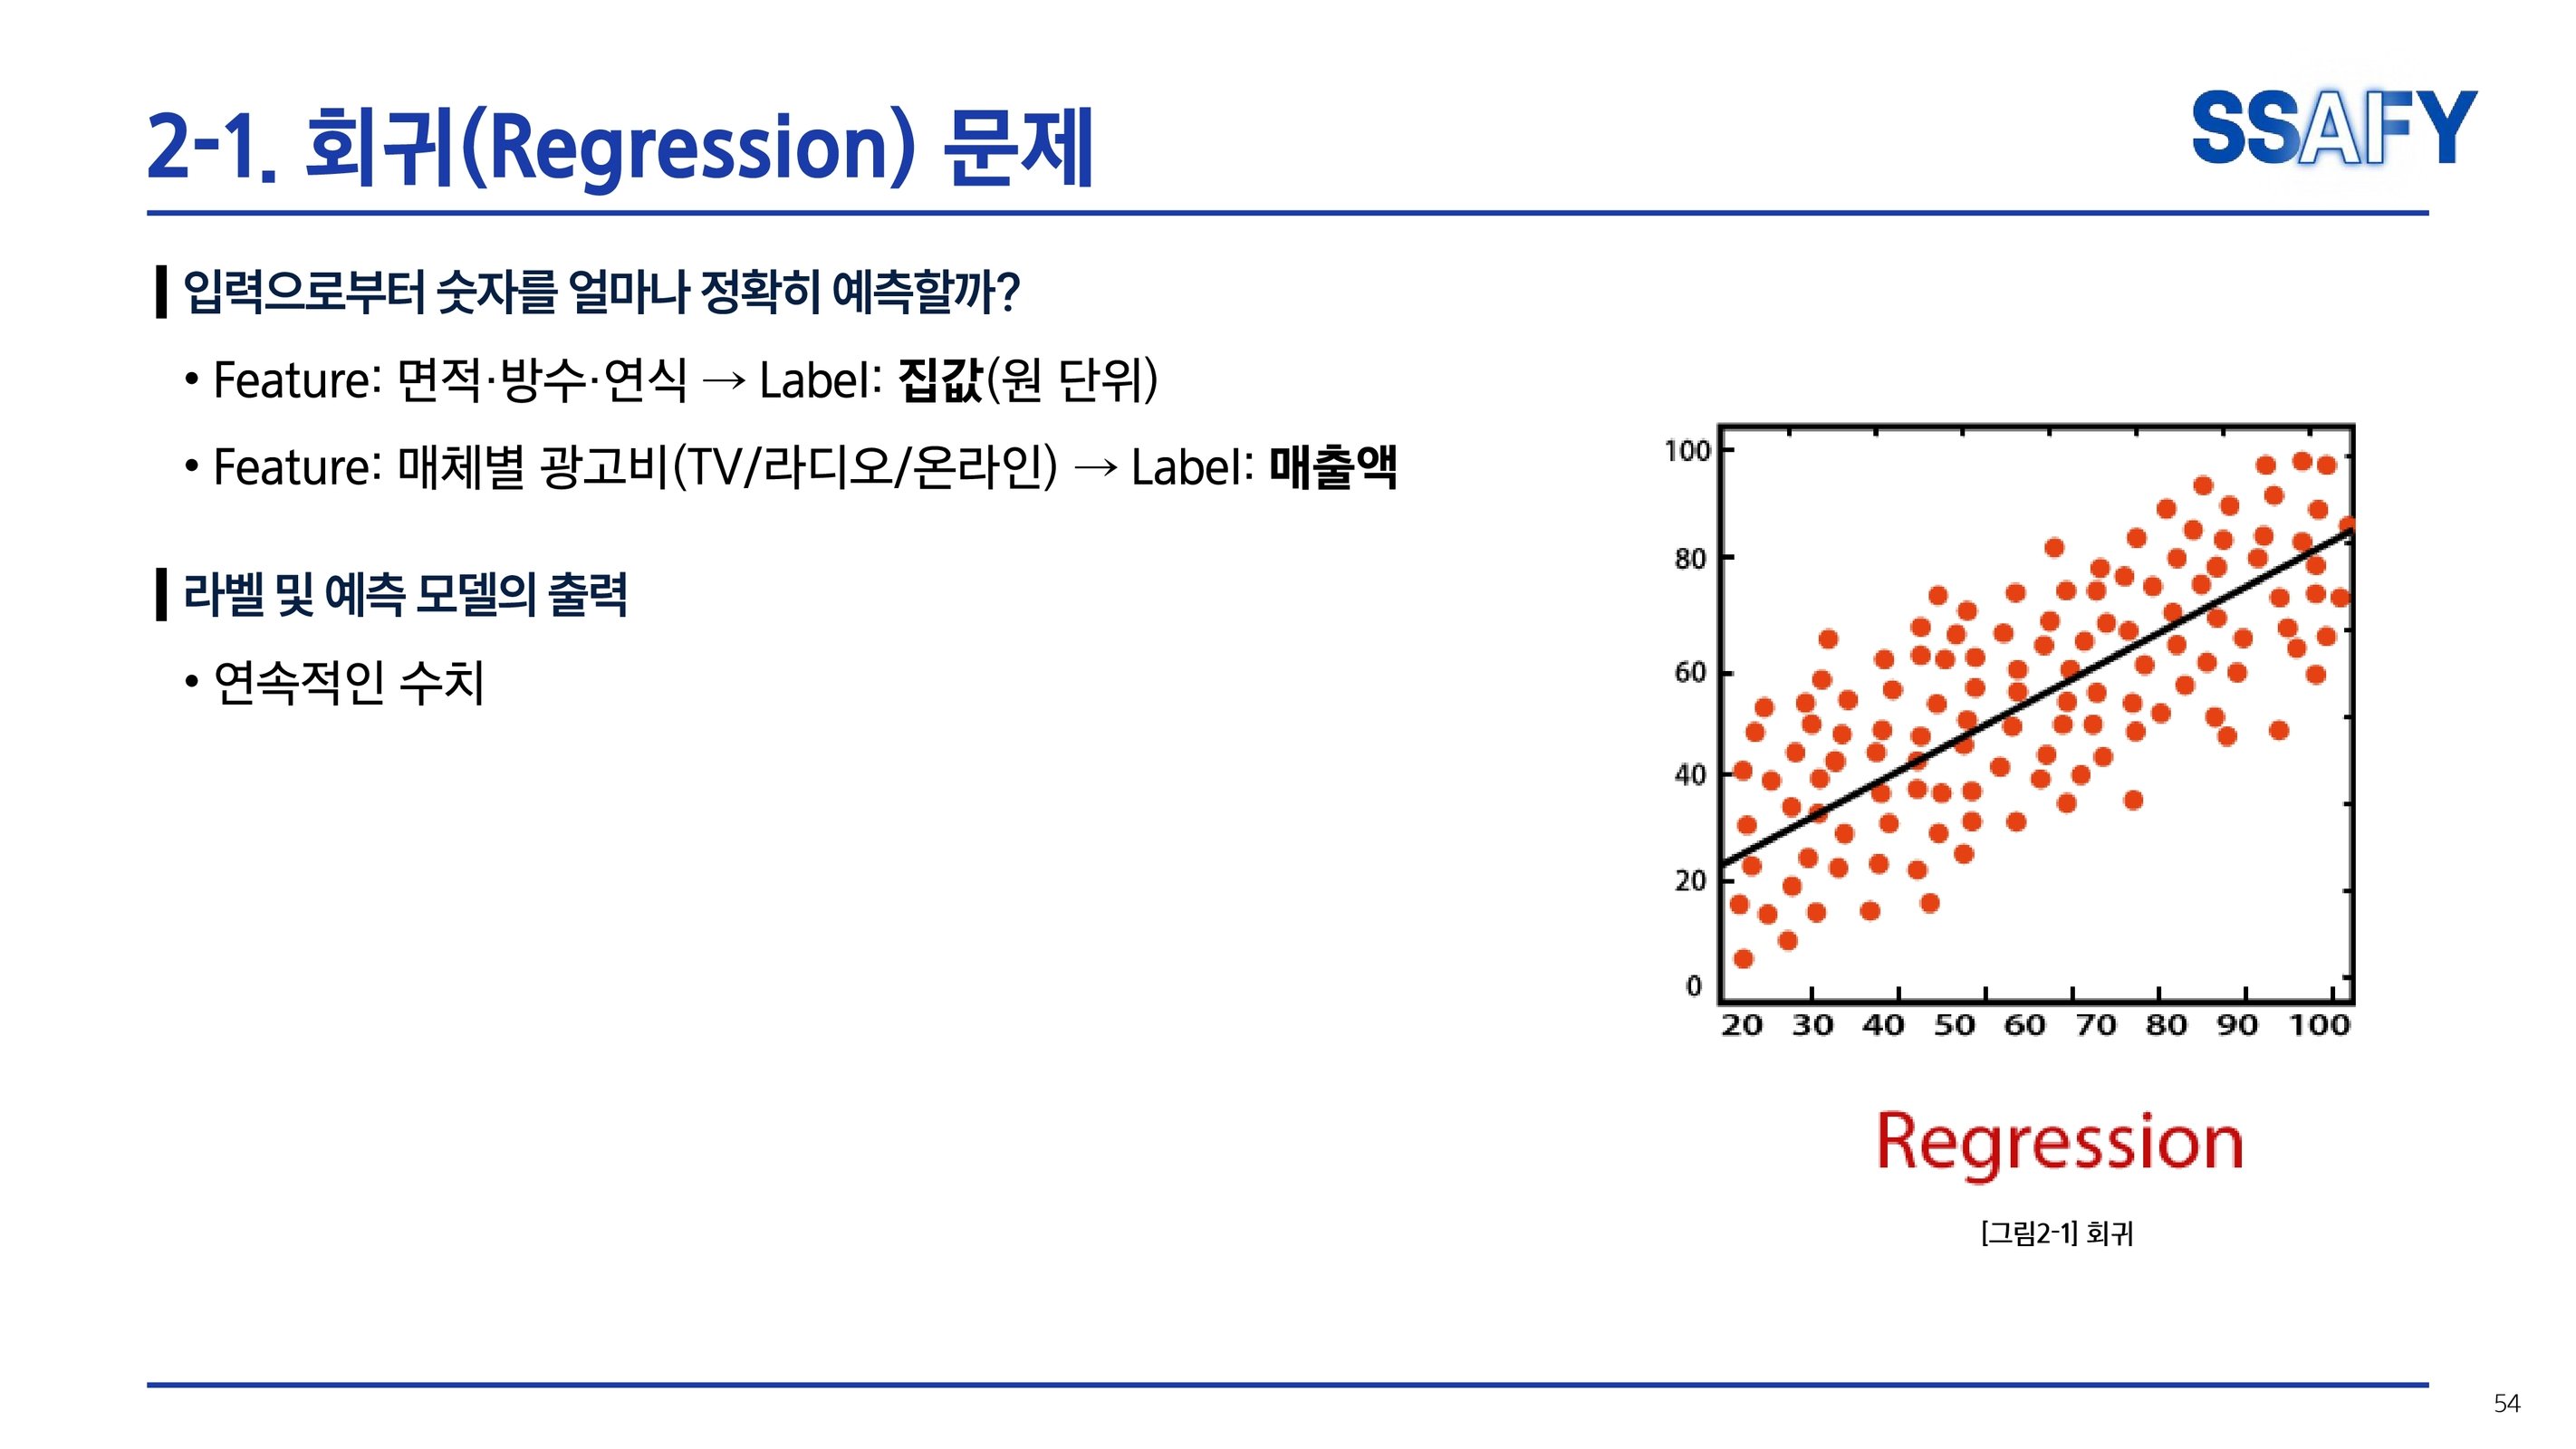 2-1. 회귀(Regression) 문제
SSAFY
입력으로부터 숫자를 얼마나 정확히 예측할까?
• Feature: 면적·방수·연식 → Label: 집값(원 단위)
• Feature: 매체별 광고비(TV/라디오/온라인) → Label: 매출액
라벨 및 예측 모델의 출력
• 연속적인 수치
100
80
60
40
20
0
20 30 40 50 60 70 80 90 100
Regression
[그림2-1] 회귀
54